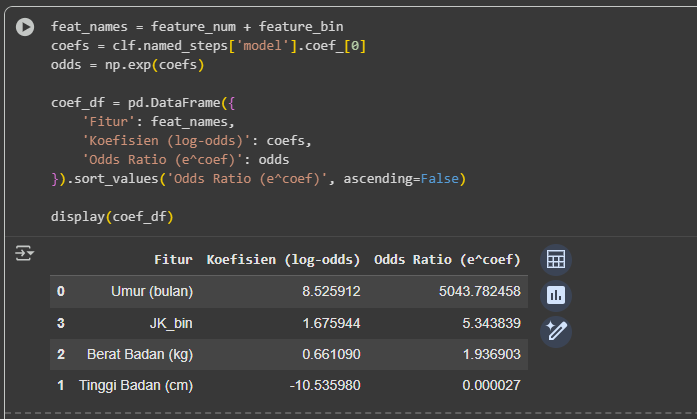 feat_names = feature_num + feature_bin
coefs = clf.named_steps['model'].coef_[0]
odds = np.exp(coefs)
coef_df = pd.DataFrame({
'Fitur': feat_names,
'Koefisien (log-odds)': coefs,
'Odds Ratio (e^coef)': odds
}).sort_values('Odds Ratio (e^coef)', ascending=False)
display(coef_df)
Fitur Koefisien (log-odds) Odds Ratio (e^coef)
0 Umur (bulan) 8.525912 5043.782458
3 JK_bin 1.675944 5.343839
2 Berat Badan (kg) 0.661090 1.936903
1 Tinggi Badan (cm) -10.535980 0.000027